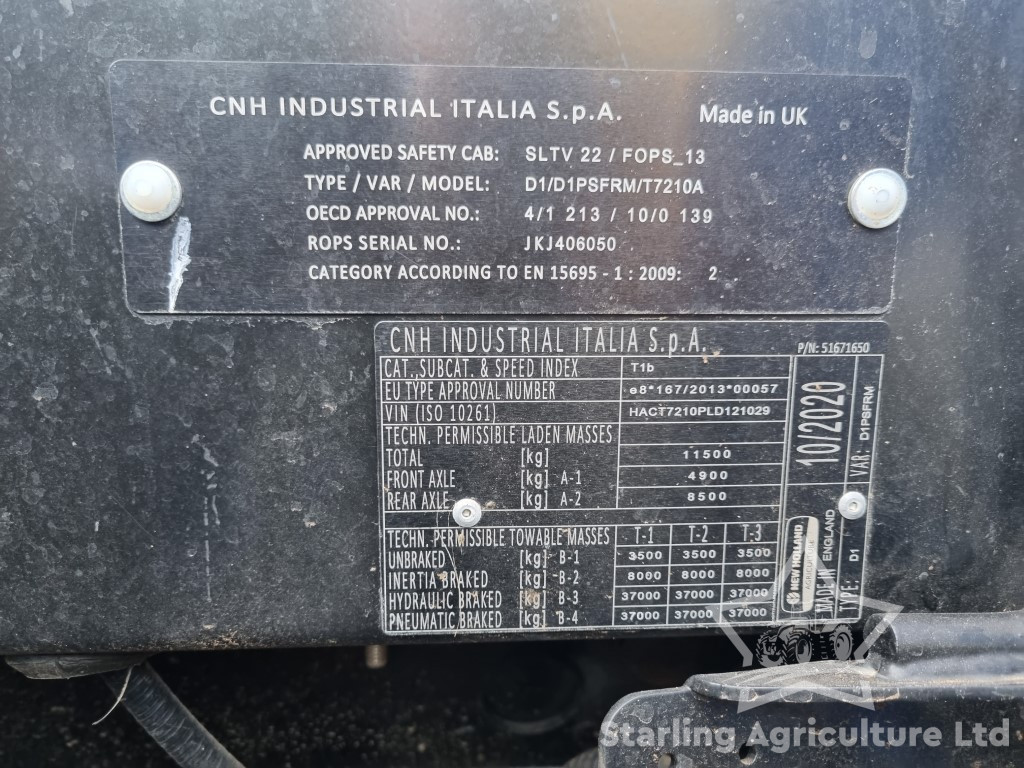 CNH INDUSTRIAL ITALIA S.p.A. Made in UK
APPROVED SAFETY CAB: SLTV 22 / FOPS_13
TYPE / VAR / MODEL: D1/D1PSFRM/T7210A
OECD APPROVAL NO.: 4/1 213 / 10/0 139
ROPS SERIAL NO.: JKJ406050
CATEGORY ACCORDING TO EN 15695 - 1 : 2009: 2
CNH INDUSTRIAL ITALIA S.p.A. P/N: 51671650
CAT.,SUBCAT. & SPEED INDEX T1b
EU TYPE APPROVAL NUMBER e8*167/2013*00057
VIN (ISO 10261) HACT7210PLD121029
TECHN. PERMISSIBLE LADEN MASSES
TOTAL [kg] 11500
FRONT AXLE [kg] A-1 4900
REAR AXLE [kg] A-2 8500
TECHN. PERMISSIBLE TOWABLE MASSES T-1 T-2 T-3
UNBRAKED [kg] B-1 3500 3500 3500
INERTIA BRAKED [kg] B-2 8000 8000 8000
HYDRAULIC BRAKED [kg] B-3 37000 37000 37000
PNEUMATIC BRAKED [kg] B-4 37000 37000 37000
10/2020
NEW HOLLAND
AGRICULTURE
MADE IN ENGLAND
TYPE: D1 VAR: D1PSFRM
Starling Agriculture Ltd